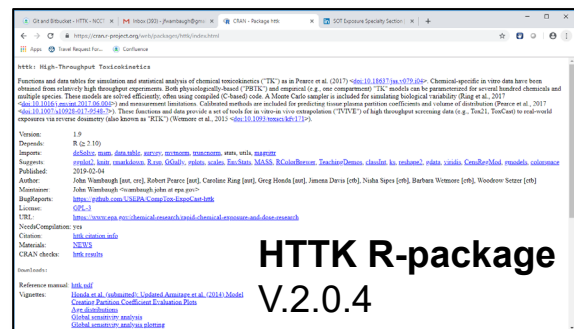 Git and Bitbucket - HTTK - NCCT
Inbox (393) - jfwambaugh@gma
CRAN - Package httk
SOT Exposure Specialty Section
https://cran.r-project.org/web/packages/httk/index.html
Apps Travel Request For... Confluence
httk: High-Throughput Toxicokinetics
Functions and data tables for simulation and statistical analysis of chemical toxicokinetics ("TK") as in Pearce et al. (2017) <doi:10.18637/jss.v079.i04>. Chemical-specific in vitro data have been
obtained from relatively high throughput experiments. Both physiologically-based ("PBTK") and empirical (e.g., one compartment) "TK" models can be parameterized for several hundred chemicals and
multiple species. These models are solved efficiently, often using compiled (C-based) code. A Monte Carlo sampler is included for simulating biological variability (Ring et al., 2017
<doi:10.1016/j.envint.2017.06.004>) and measurement limitations. Calibrated methods are included for predicting tissue:plasma partition coefficients and volume of distribution (Pearce et al., 2017
<doi:10.1007/s10928-017-9548-7>). These functions and data provide a set of tools for in vitro-in vivo extrapolation ("IVIVE") of high throughput screening data (e.g., Tox21, ToxCast) to real-world
exposures via reverse dosimetry (also known as "RTK") (Wetmore et al., 2015 <doi:10.1093/toxsci/kfv171>).
Version: 1.9
Depends: R (≥ 2.10)
Imports: deSolve, msm, data.table, survey, mvtnorm, truncnorm, stats, utils, magrittr
Suggests: ggplot2, knitr, rmarkdown, R.rsp, GGally, gplots, scales, EnvStats, MASS, RColorBrewer, TeachingDemos, classInt, ks, reshape2, gdata, viridis, CensRegMod, gmodels, colorspace
Published: 2019-02-04
Author: John Wambaugh [aut, cre], Robert Pearce [aut], Caroline Ring [aut], Greg Honda [aut], Jimena Davis [ctb], Nisha Sipes [ctb], Barbara Wetmore [ctb], Woodrow Setzer [ctb]
Maintainer: John Wambaugh <wambaugh.john at epa.gov>
BugReports: https://github.com/USEPA/CompTox-ExpoCast-httk
License: GPL-3
URL: https://www.epa.gov/chemical-research/rapid-chemical-exposure-and-dose-research
NeedsCompilation: yes
Citation: httk citation info
Materials: NEWS
CRAN checks: httk results
Downloads:
Reference manual: httk.pdf
Vignettes: Honda et al. (submitted): Updated Armitage et al. (2014) Model
Creating Partition Coefficient Evaluation Plots
Age distributions
Global sensitivity analysis
Global sensitivity analysis plotting
HTTK R-package
V.2.0.4